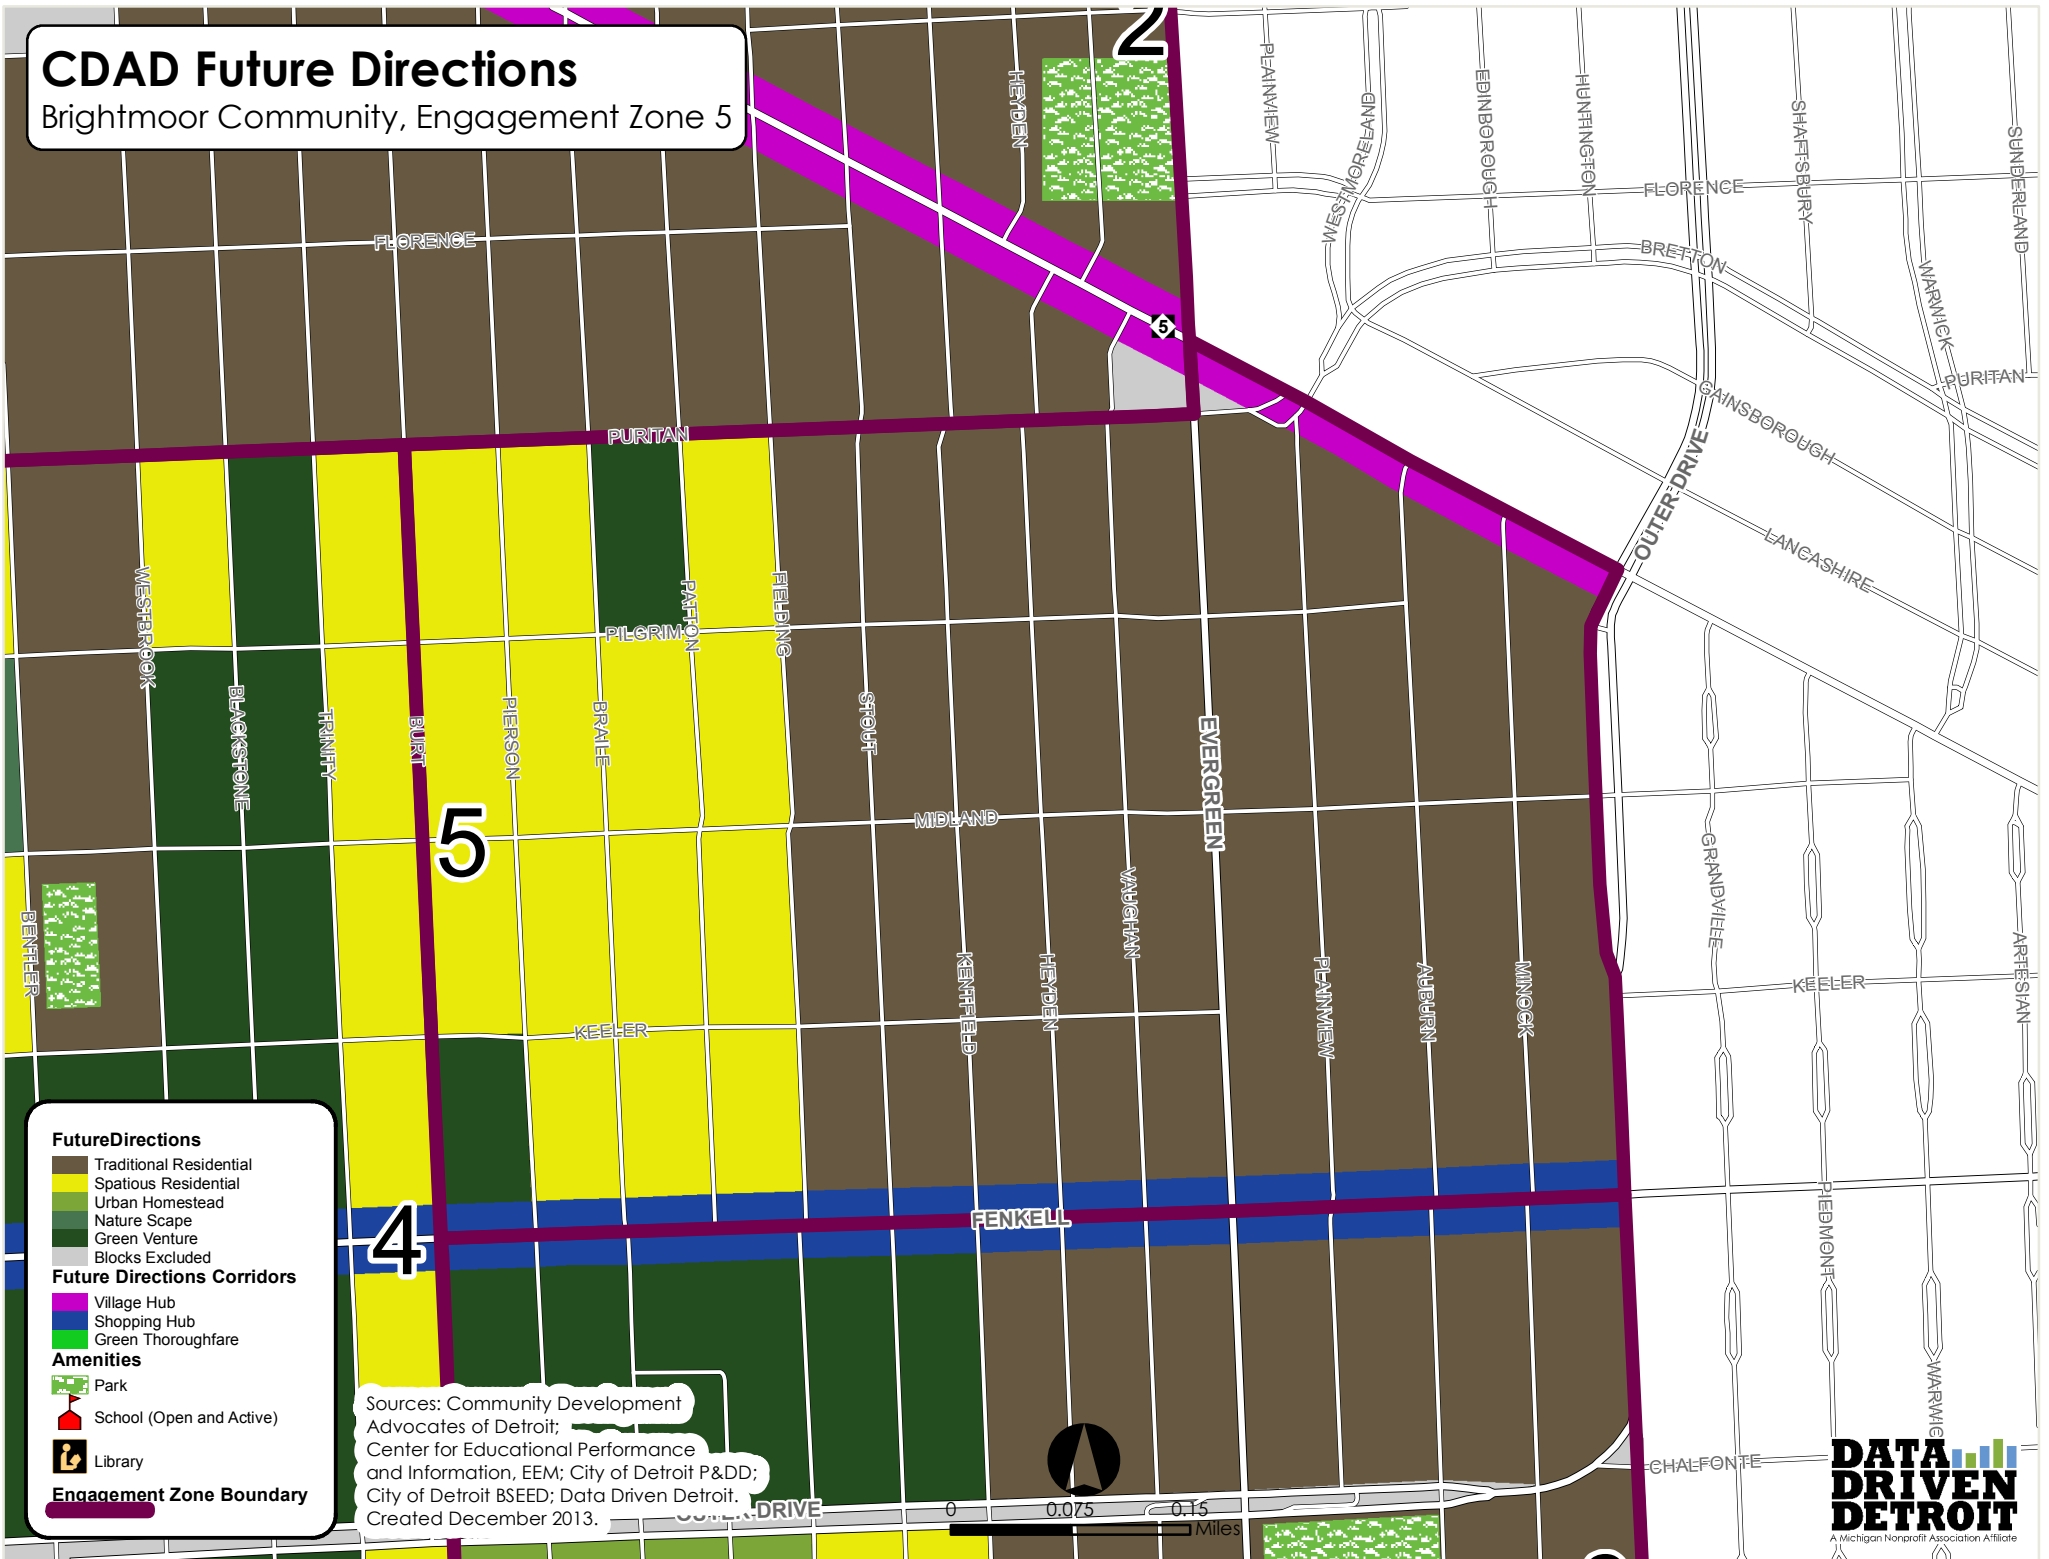 CDAD Future Directions
Brightmoor Community, Engagement Zone 5
2
HEYDEN
PLAINVIEW
WESTMORELAND
EDINBOROUGH
HUNTINGTON
SHAFTSBURY
SUNDERLAND
FLORENCE
FLORENCE
BRETTON
WARWICK
5
PURITAN
GAINSBOROUGH
PURITAN
OUTER DRIVE
LANCASHIRE
WESTBROOK
PATTON
FIELDING
PILGRIM
BLACKSTONE
TRINITY
BURT
PIERSON
BRAILE
STOUT
EVERGREEN
5
MIDLAND
GRANDVILLE
VAUGHAN
BENTLER
KENTFIELD
HEYDEN
PLAINVIEW
AUBURN
MINOCK
KEELER
ARTESIAN
KEELER
4
FENKELL
PIEDMONT
FutureDirections
Traditional Residential
Spatious Residential
Urban Homestead
Nature Scape
Green Venture
Blocks Excluded
Future Directions Corridors
Village Hub
Shopping Hub
Green Thoroughfare
Amenities
Park
School (Open and Active)
Library
Engagement Zone Boundary
Sources: Community Development
Advocates of Detroit;
Center for Educational Performance
and Information, EEM; City of Detroit P&DD;
City of Detroit BSEED; Data Driven Detroit.
Created December 2013.
OUTER DRIVE
0 0.075 0.15
Miles
CHALFONTE
DATA
DRIVEN
DETROIT
A Michigan Nonprofit Association Affiliate